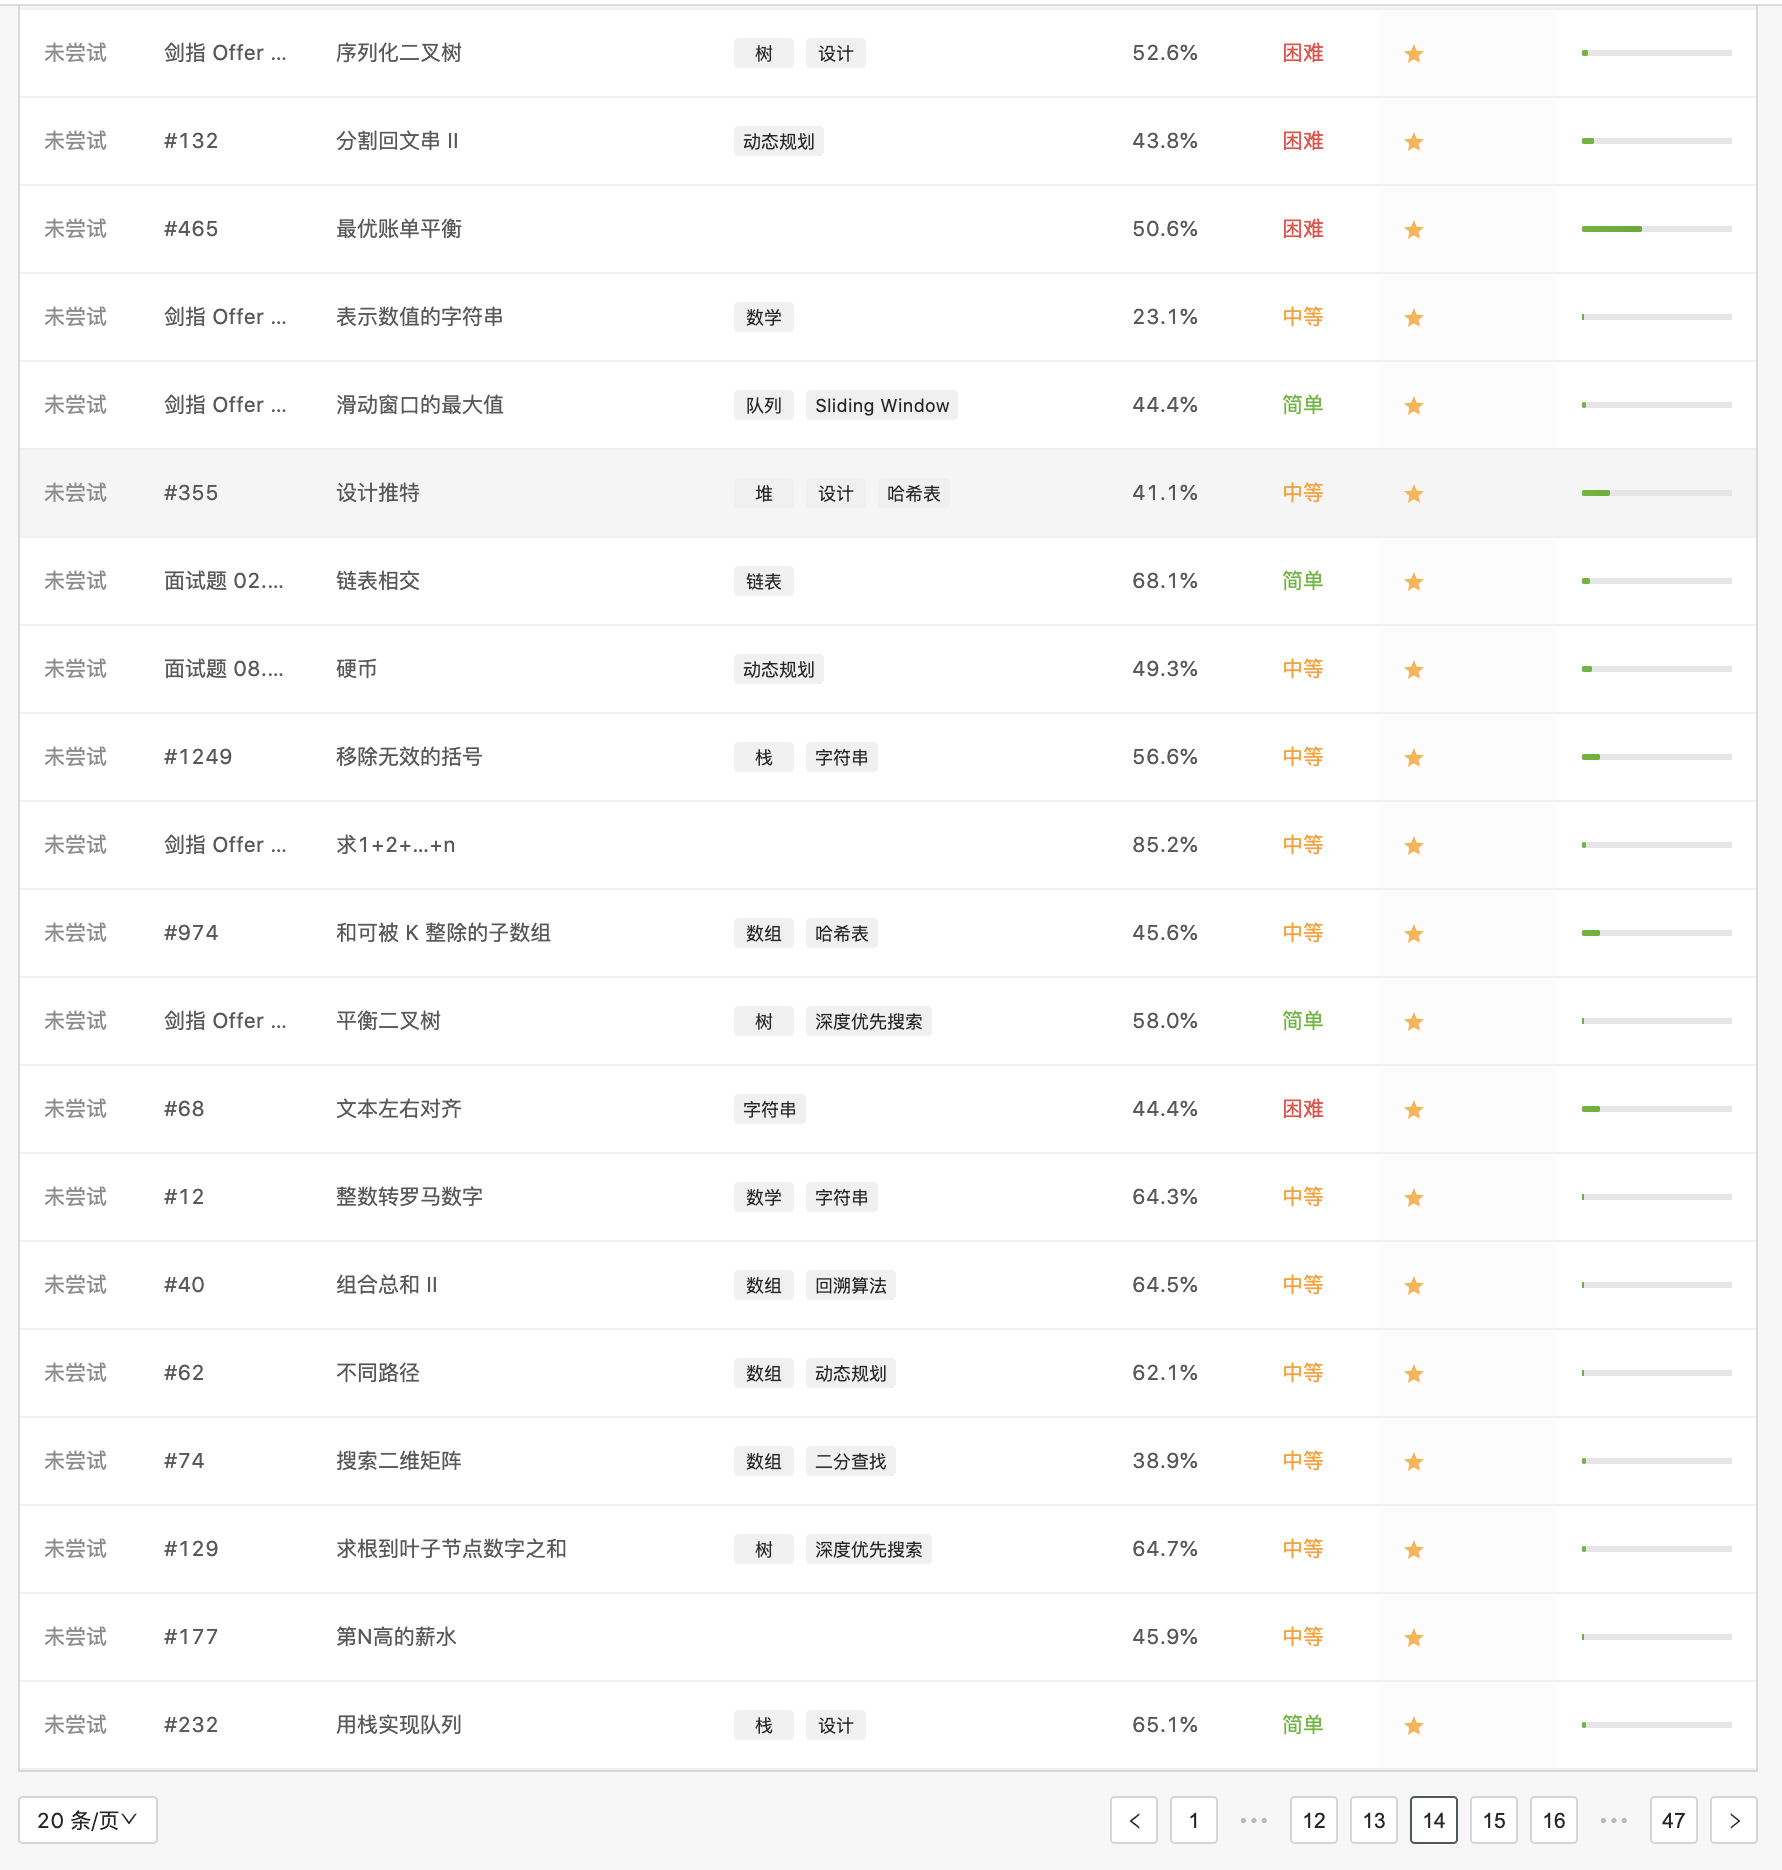 未尝试 剑指 Offer ... 序列化二叉树 树 设计 52.6% 困难
未尝试 #132 分割回文串 II 动态规划 43.8% 困难
未尝试 #465 最优账单平衡 50.6% 困难
未尝试 剑指 Offer ... 表示数值的字符串 数学 23.1% 中等
未尝试 剑指 Offer ... 滑动窗口的最大值 队列 Sliding Window 44.4% 简单
未尝试 #355 设计推特 堆 设计 哈希表 41.1% 中等
未尝试 面试题 02.... 链表相交 链表 68.1% 简单
未尝试 面试题 08.... 硬币 动态规划 49.3% 中等
未尝试 #1249 移除无效的括号 栈 字符串 56.6% 中等
未尝试 剑指 Offer ... 求1+2+…+n 85.2% 中等
未尝试 #974 和可被 K 整除的子数组 数组 哈希表 45.6% 中等
未尝试 剑指 Offer ... 平衡二叉树 树 深度优先搜索 58.0% 简单
未尝试 #68 文本左右对齐 字符串 44.4% 困难
未尝试 #12 整数转罗马数字 数学 字符串 64.3% 中等
未尝试 #40 组合总和 II 数组 回溯算法 64.5% 中等
未尝试 #62 不同路径 数组 动态规划 62.1% 中等
未尝试 #74 搜索二维矩阵 数组 二分查找 38.9% 中等
未尝试 #129 求根到叶子节点数字之和 树 深度优先搜索 64.7% 中等
未尝试 #177 第N高的薪水 45.9% 中等
未尝试 #232 用栈实现队列 栈 设计 65.1% 简单
20 条/页 < 1 ••• 12 13 14 15 16 ••• 47 >